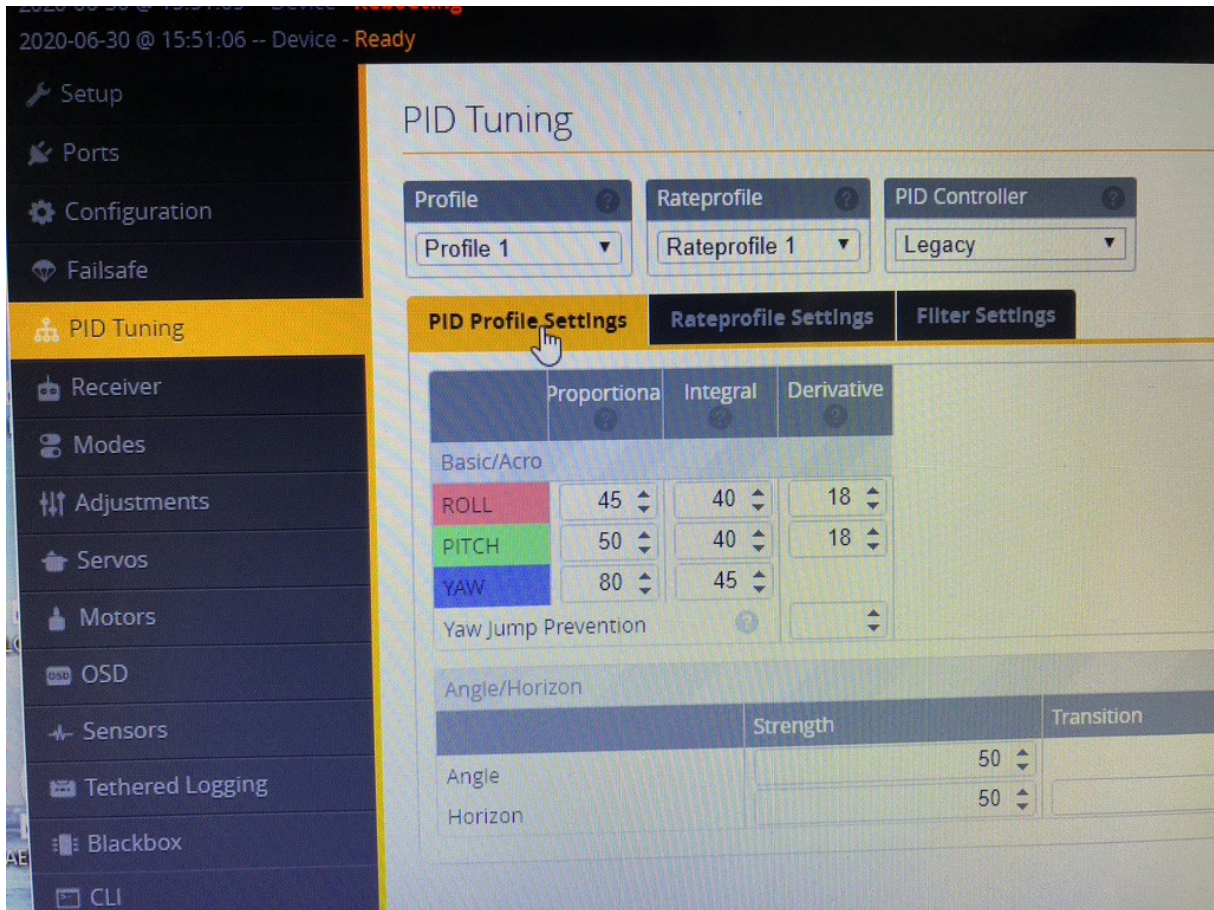 2020-06-30 @ 15:51:06 -- Device - Ready
Setup
Ports
Configuration
Failsafe
PID Tuning
Receiver
Modes
Adjustments
Servos
Motors
OSD OSD
Sensors
Tethered Logging
Blackbox
CLI
PID Tuning
Profile ? Rateprofile ? PID Controller ?
Profile 1 Rateprofile 1 Legacy
PID Profile Settings Rateprofile Settings Filter Settings
Proportiona Integral Derivative
? ? ?
Basic/Acro
ROLL 45 40 18
PITCH 50 40 18
YAW 80 45
Yaw Jump Prevention ?
Angle/Horizon
Strength Transition
Angle 50
Horizon 50